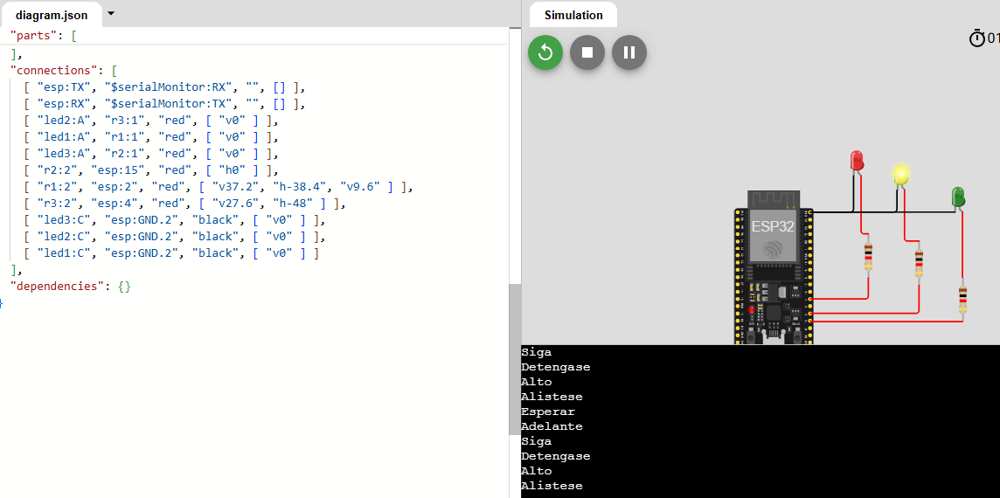 diagram.json
"parts": [
],
"connections": [
[ "esp:TX", "$serialMonitor:RX", "", [] ],
[ "esp:RX", "$serialMonitor:TX", "", [] ],
[ "led2:A", "r3:1", "red", [ "v0" ] ],
[ "led1:A", "r1:1", "red", [ "v0" ] ],
[ "led3:A", "r2:1", "red", [ "v0" ] ],
[ "r2:2", "esp:15", "red", [ "h0" ] ],
[ "r1:2", "esp:2", "red", [ "v37.2", "h-38.4", "v9.6" ] ],
[ "r3:2", "esp:4", "red", [ "v27.6", "h-48" ] ],
[ "led3:C", "esp:GND.2", "black", [ "v0" ] ],
[ "led2:C", "esp:GND.2", "black", [ "v0" ] ],
[ "led1:C", "esp:GND.2", "black", [ "v0" ] ]
],
"dependencies": {}
}
Simulation
01
ESP32
Siga
Detengase
Alto
Alistese
Esperar
Adelante
Siga
Detengase
Alto
Alistese